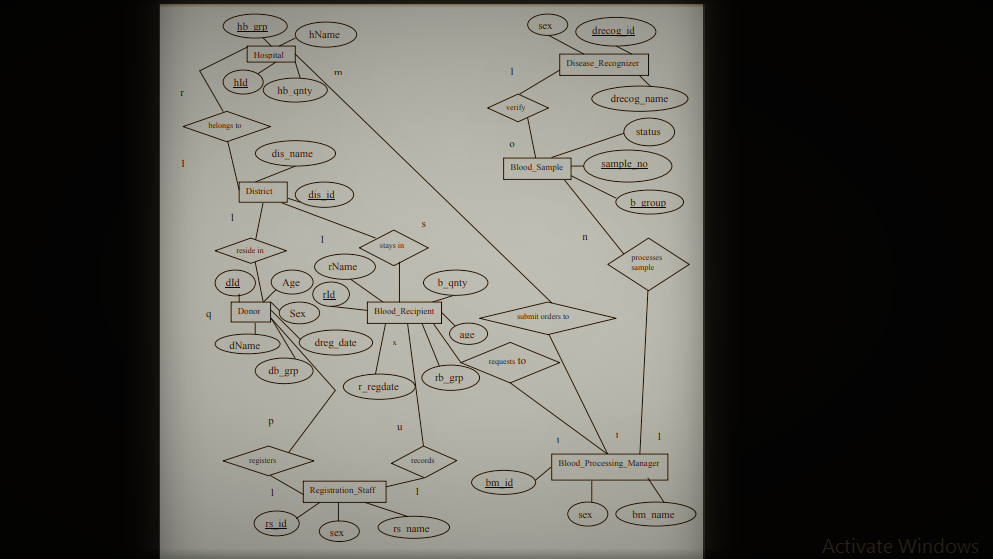 hb_grp
hName
Hospital
hId
hb_qnty
m
r
belongs to
1
dis_name
District
dis_id
1
1
s
reside in
stays in
dId
Age
rName
rId
b_qnty
Donor
Sex
q
Blood_Recipient
dName
dreg_date
x
age
db_grp
r_regdate
rb_grp
submit orders to
requests to
p
u
registers
records
1
1
Registration_Staff
rs_id
sex
rs_name
sex
drecog_id
Disease_Recognizer
1
drecog_name
verify
status
o
Blood_Sample
sample_no
b_group
n
processes
sample
1
1
1
Blood_Processing_Manager
bm_id
sex
bm_name
Activate Windows